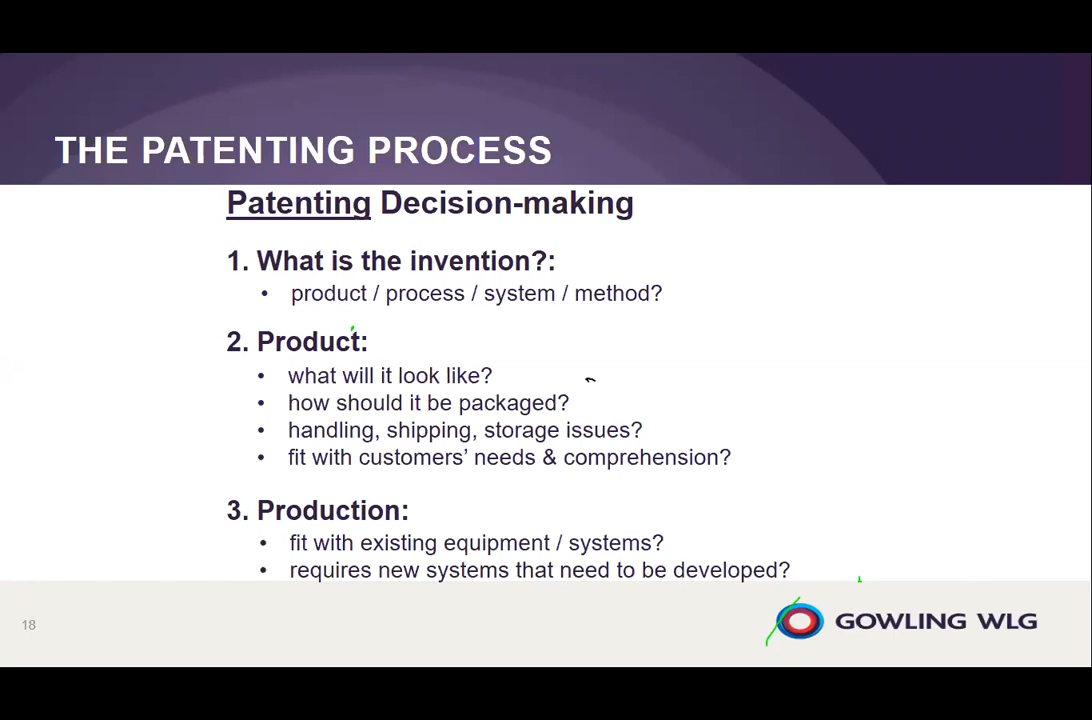 THE PATENTING PROCESS
Patenting Decision-making
1. What is the invention?:
• product / process / system / method?
2. Product:
• what will it look like?
• how should it be packaged?
• handling, shipping, storage issues?
• fit with customers’ needs & comprehension?
3. Production:
• fit with existing equipment / systems?
• requires new systems that need to be developed?
18
GOWLING WLG